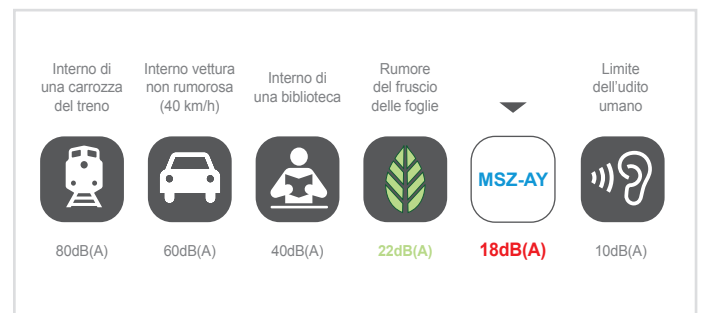 Interno di
una carrozza
del treno
Interno vettura
non rumorosa
(40 km/h)
Interno di
una biblioteca
Rumore
del fruscio
delle foglie
Limite
dell'udito
umano
MSZ-AY
80dB(A)
60dB(A)
40dB(A)
22dB(A)
18dB(A)
10dB(A)